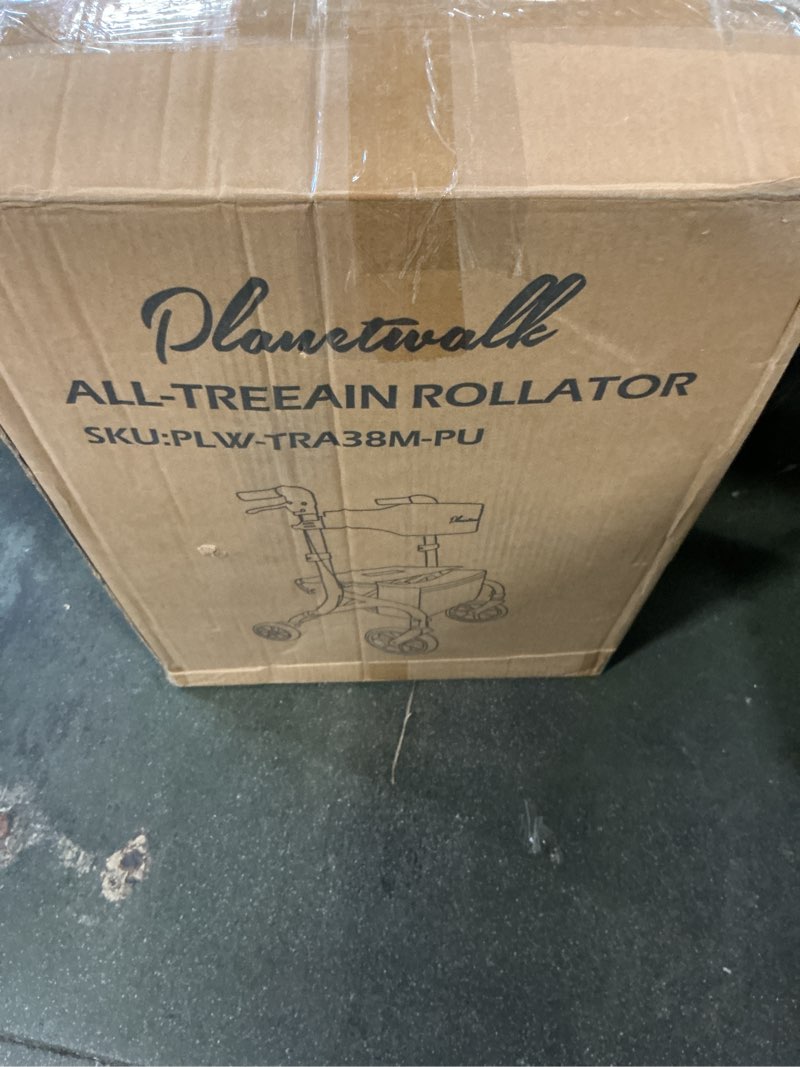 Planetwalk
ALL-TREEAIN ROLLATOR
SKU:PLW-TRA38M-PU